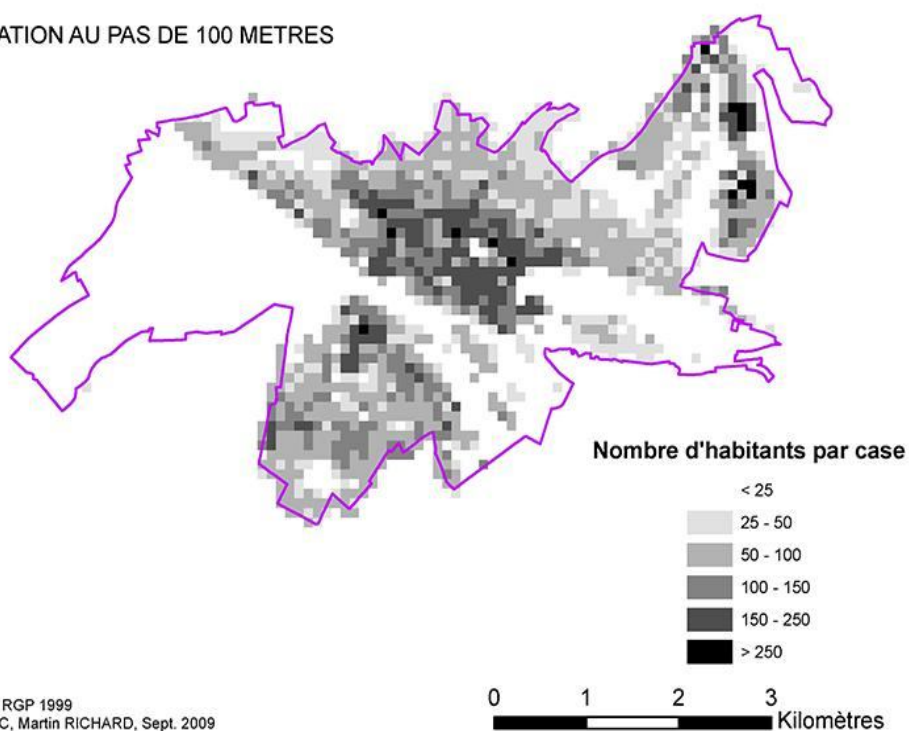 ATION AU PAS DE 100 METRES
Nombre d'habitants par case
< 25
25 - 50
50 - 100
100 - 150
150 - 250
> 250
RGP 1999
C, Martin RICHARD, Sept. 2009
0 1 2 3
Kilomètres